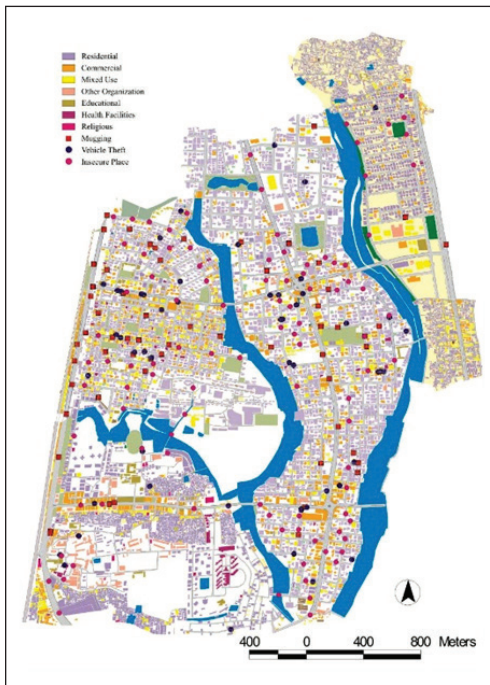 Residential
Commercial
Mixed Use
Other Organization
Educational
Health Facilities
Religious
Mugging
Vehicle Theft
Insecure Place
400 0 400 800 Meters